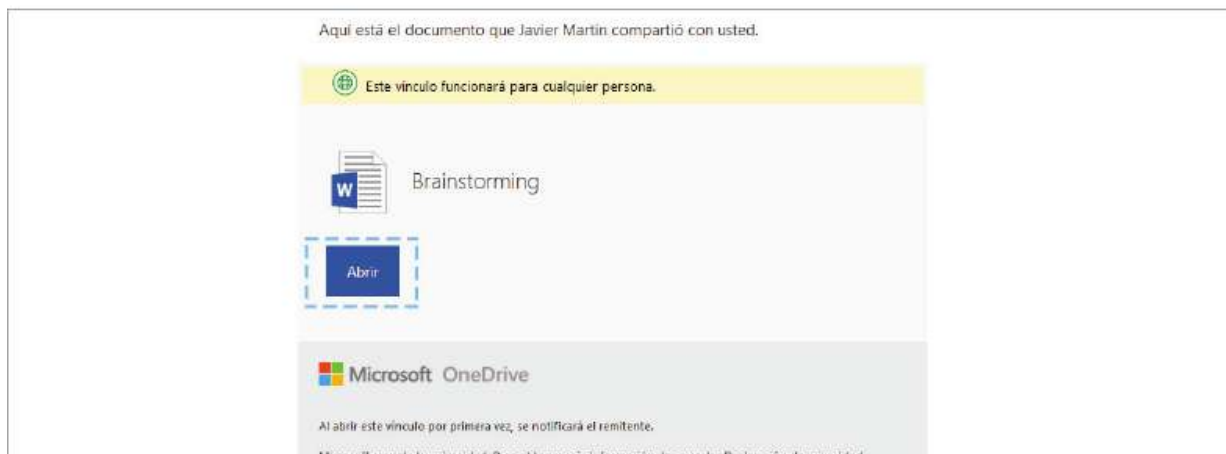 Aquí está el documento que Javier Martín compartió con usted.
Este vínculo funcionará para cualquier persona.
W
Brainstorming
Abrir
Microsoft OneDrive
Al abrir este vínculo por primera vez, se notificará el remitente.